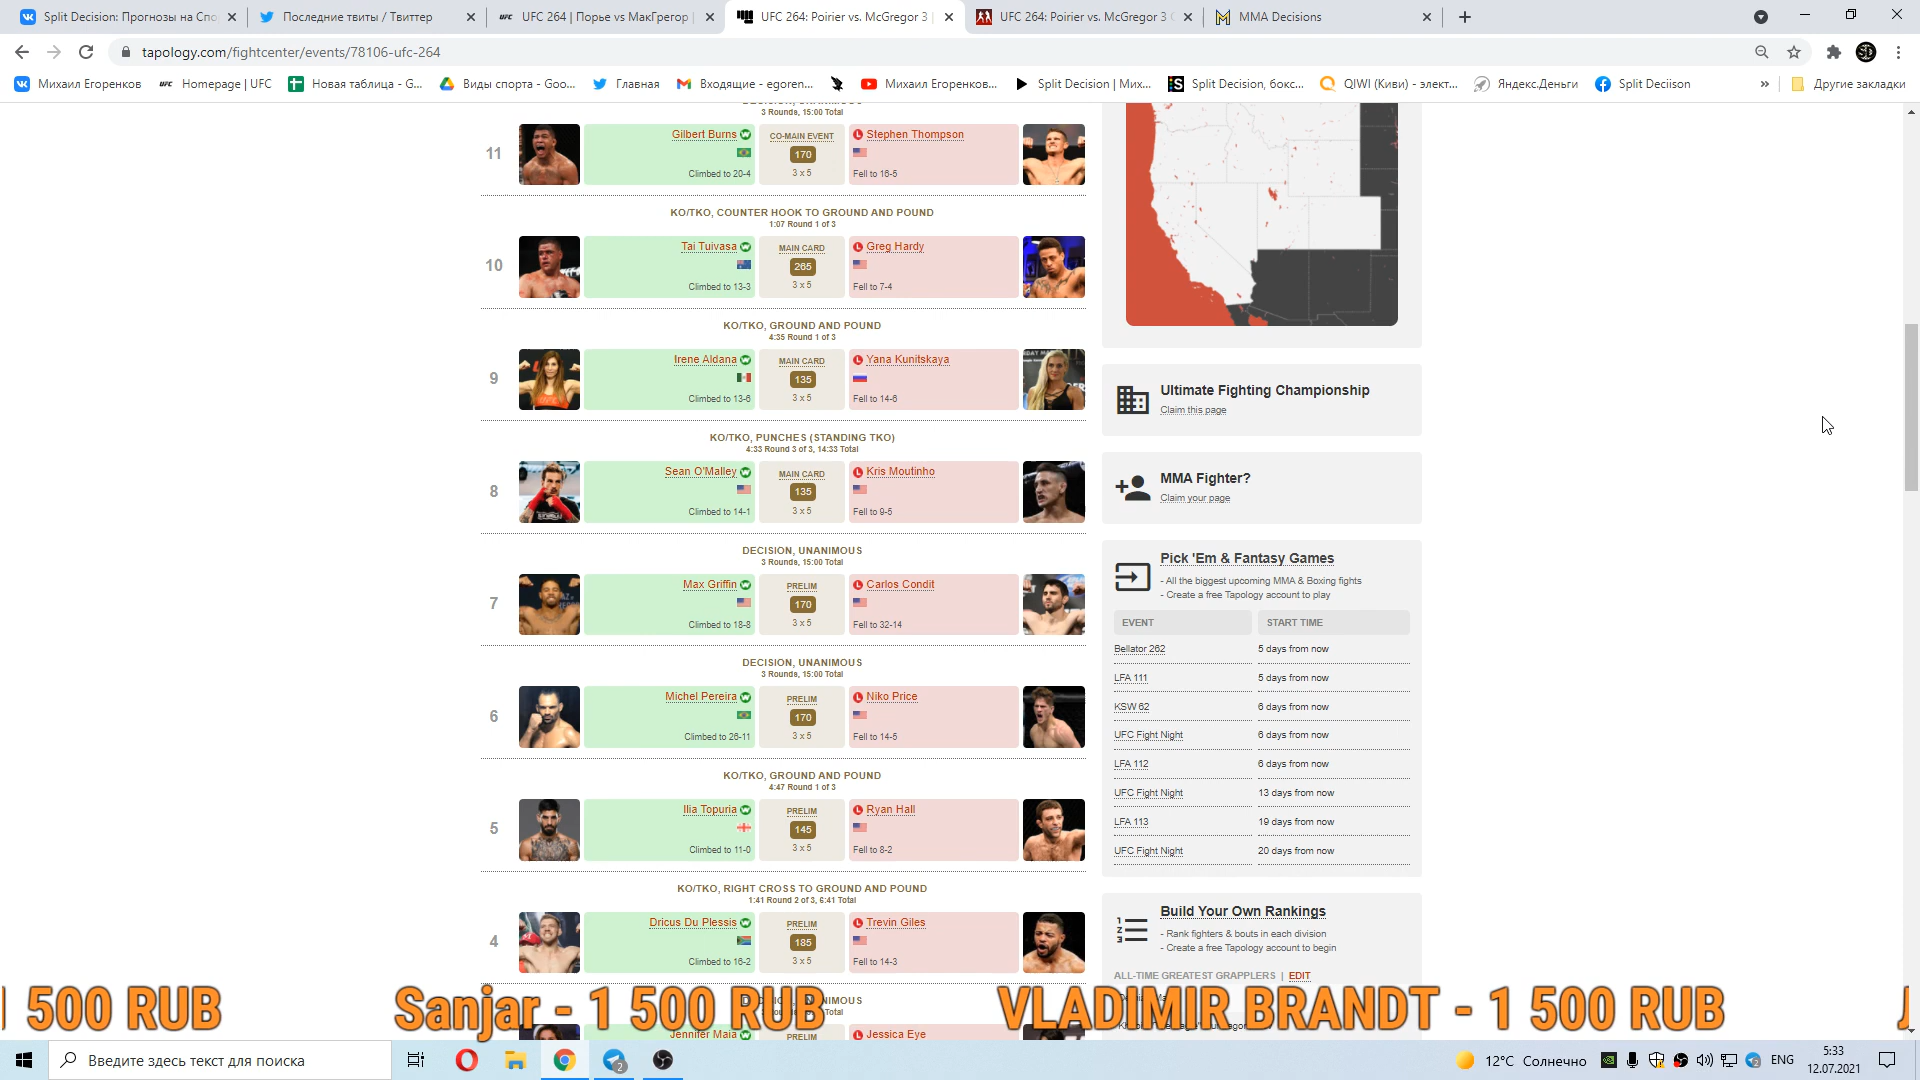 Split Decision: Прогнозы на Спо
Последние твиты / Твиттер
UFC 264 | Порье vs МакГрегор
UFC 264: Poirier vs. McGregor 3 |
UFC 264: Poirier vs. McGregor 3
MMA Decisions
tapology.com/fightcenter/events/78106-ufc-264
Михаил Егоренков
Homepage | UFC
Новая таблица - G...
Виды спорта - Goo...
Главная
Входящие - egoren...
Михаил Егоренков...
Split Decision | Мих...
Split Decision, бокс...
QIWI (Киви) - элект...
Яндекс.Деньги
Split Deciison
Другие закладки
DECISION, UNANIMOUS
3 Rounds, 15:00 Total
11
Gilbert Burns
CO-MAIN EVENT
Stephen Thompson
170
Climbed to 20-4
3 x 5
Fell to 16-5
KO/TKO, COUNTER HOOK TO GROUND AND POUND
1:07 Round 1 of 3
10
Tai Tuivasa
MAIN CARD
Greg Hardy
265
Climbed to 13-3
3 x 5
Fell to 7-4
KO/TKO, GROUND AND POUND
4:35 Round 1 of 3
9
Irene Aldana
MAIN CARD
Yana Kunitskaya
135
Climbed to 13-6
3 x 5
Fell to 14-6
KO/TKO, PUNCHES (STANDING TKO)
4:33 Round 3 of 3, 14:33 Total
8
Sean O'Malley
MAIN CARD
Kris Moutinho
135
Climbed to 14-1
3 x 5
Fell to 9-5
DECISION, UNANIMOUS
3 Rounds, 15:00 Total
7
Max Griffin
PRELIM
Carlos Condit
170
Climbed to 18-8
3 x 5
Fell to 32-14
DECISION, UNANIMOUS
3 Rounds, 15:00 Total
6
Michel Pereira
PRELIM
Niko Price
170
Climbed to 26-11
3 x 5
Fell to 14-5
KO/TKO, GROUND AND POUND
4:47 Round 1 of 3
5
Ilia Topuria
PRELIM
Ryan Hall
145
Climbed to 11-0
3 x 5
Fell to 8-2
KO/TKO, RIGHT CROSS TO GROUND AND POUND
1:41 Round 2 of 3, 6:41 Total
4
Dricus Du Plessis
PRELIM
Trevin Giles
185
Climbed to 16-2
3 x 5
Fell to 14-3
Jennifer Maia
PRELIM
Jessica Eye
Ultimate Fighting Championship
Claim this page
MMA Fighter?
Claim your page
Pick 'Em & Fantasy Games
- All the biggest upcoming MMA & Boxing fights
- Create a free Tapology account to play
EVENT
START TIME
Bellator 262
5 days from now
LFA 111
5 days from now
KSW 62
6 days from now
UFC Fight Night
6 days from now
LFA 112
6 days from now
UFC Fight Night
13 days from now
LFA 113
19 days from now
UFC Fight Night
20 days from now
Build Your Own Rankings
- Rank fighters & bouts in each division
- Create a free Tapology account to begin
ALL-TIME GREATEST GRAPPLERS | EDIT
500 RUB
Sanjar - 1 500 RUB
VLADIMIR BRANDT - 1 500 RUB
Введите здесь текст для поиска
2
12°C Солнечно
ENG
5:33
12.07.2021